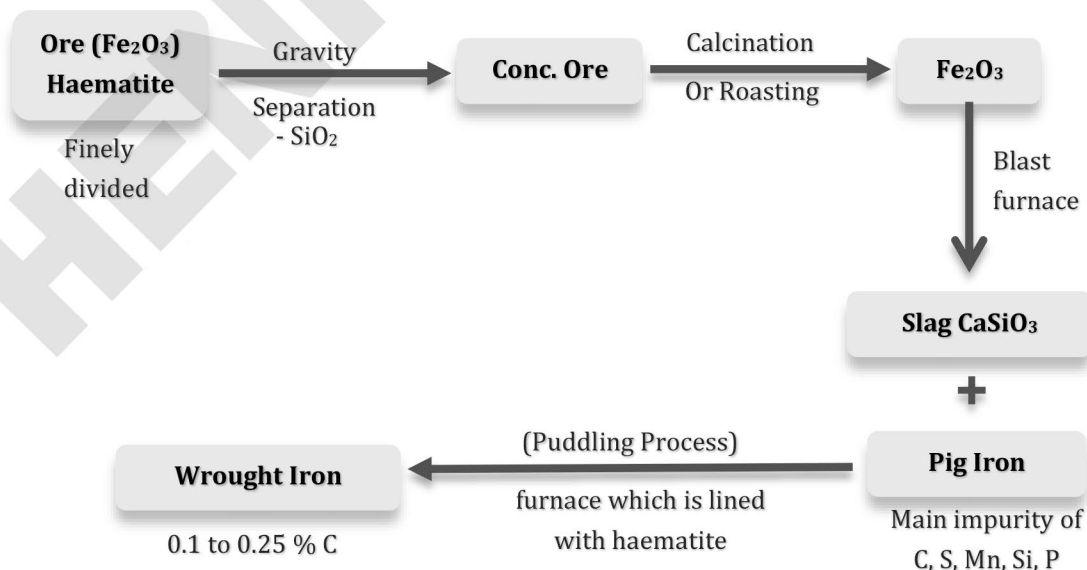 Ore (Fe₂O₃)
Haematite
Finely
divided
Gravity
Separation
- SiO₂
Conc. Ore
Calcination
Or Roasting
Fe₂O₃
Blast
furnace
Slag CaSiO₃
+
Pig Iron
Main impurity of
C, S, Mn, Si, P
(Puddling Process)
furnace which is lined
with haematite
Wrought Iron
0.1 to 0.25 % C
HEN